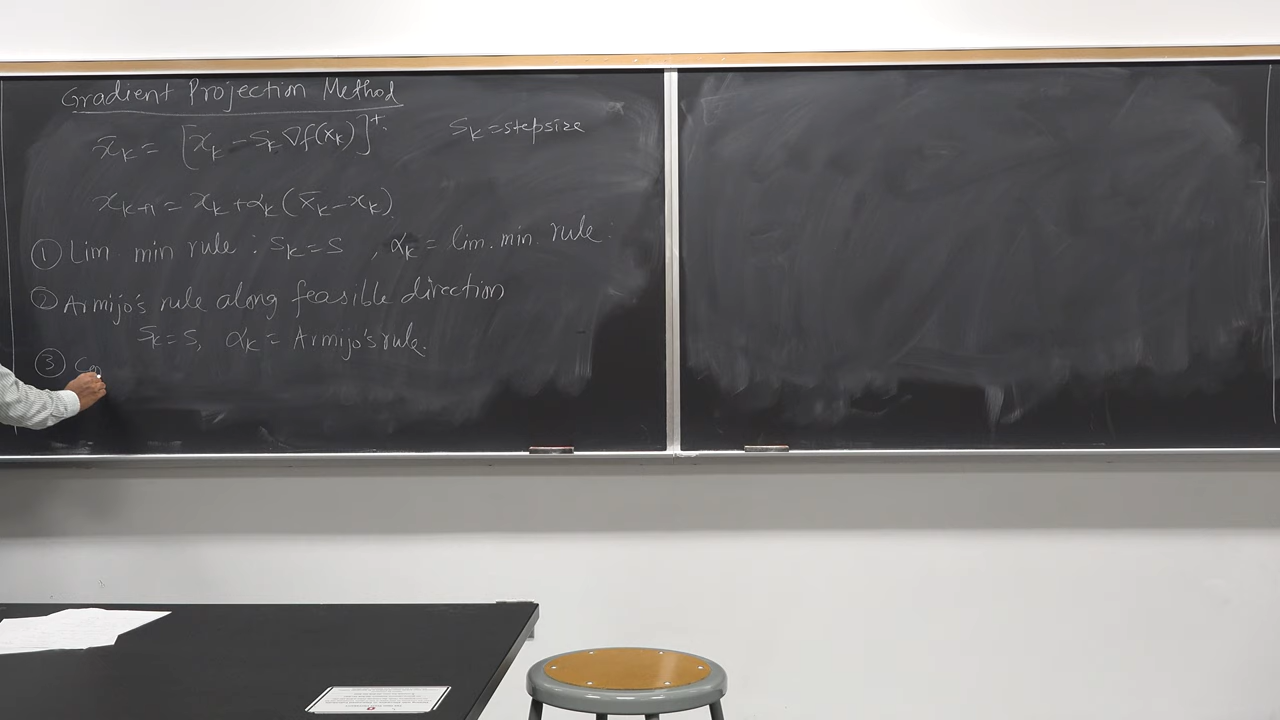 Gradient Projection Method
x̄ₖ = [xₖ - sₖ ∇f(xₖ)]⁺. sₖ = stepsize
xₖ₊₁ = xₖ + αₖ(x̄ₖ - xₖ).
① Lim. min rule : sₖ = s , αₖ = lim. min. rule.
② Armijo's rule along feasible direction
sₖ = s, αₖ = Armijo's rule.
③